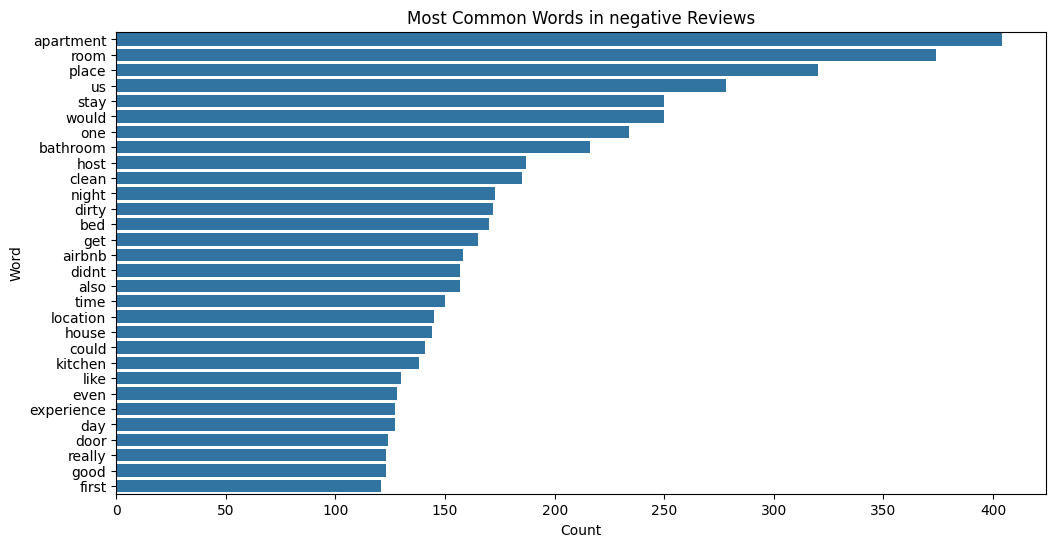 Most Common Words in negative Reviews
Word
apartment
room
place
us
stay
would
one
bathroom
host
clean
night
dirty
bed
get
airbnb
didnt
also
time
location
house
could
kitchen
like
even
experience
day
door
really
good
first
0 50 100 150 200 250 300 350 400
Count